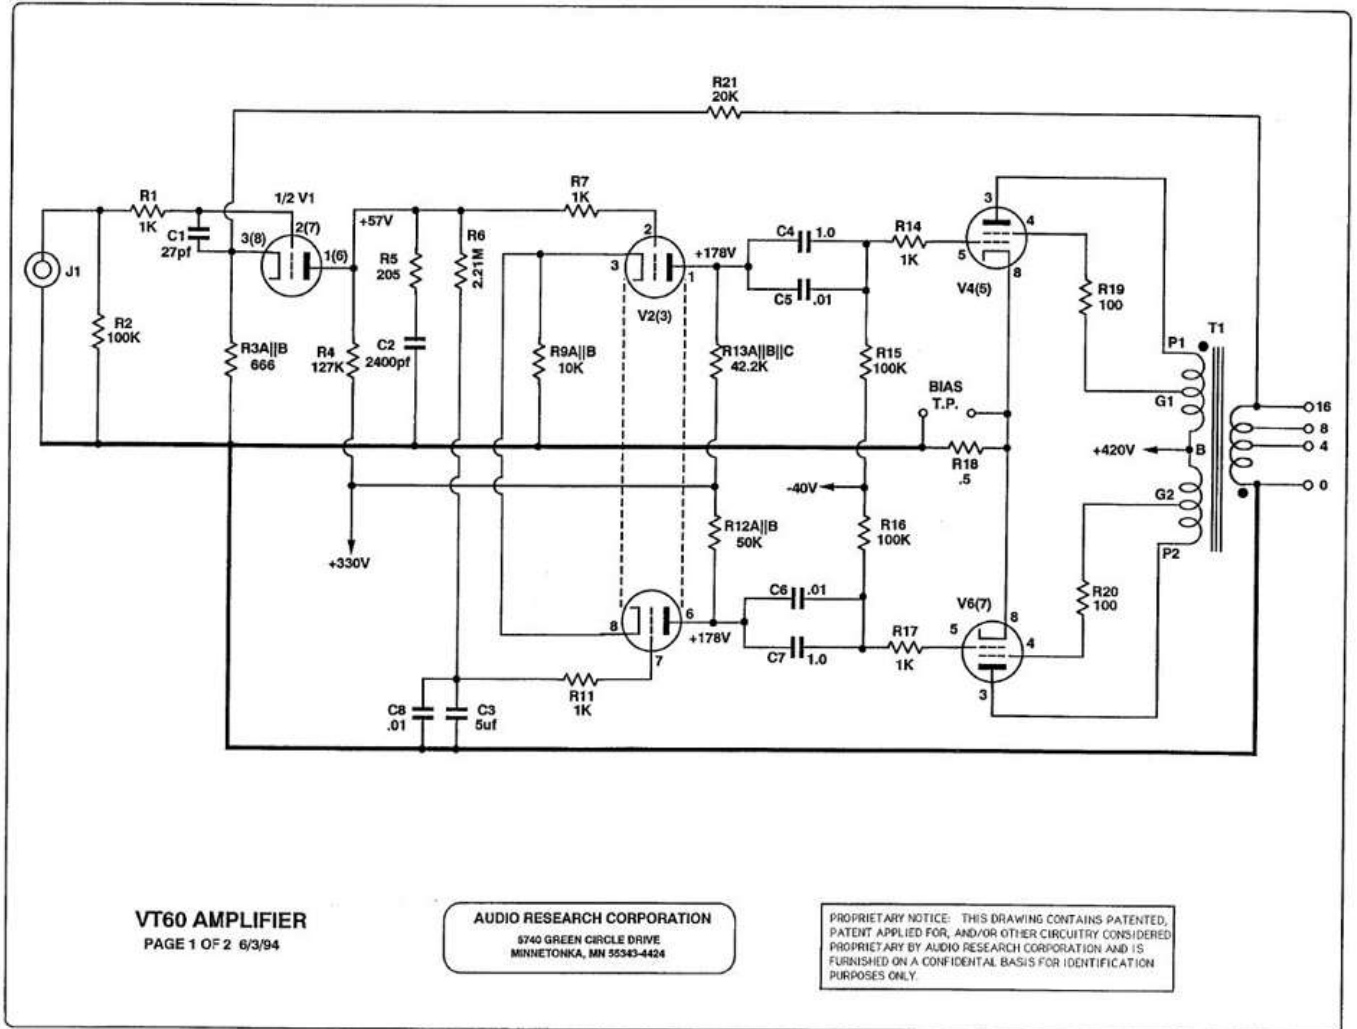 R21
20K
R1
1K
1/2 V1
2(7)
C1
27pf
3(8)
1(6)
+57V
J1
R2
100K
R3A||B
666
R4
127K
R5
205
C2
2400pf
R6
2.21M
R7
1K
2
3
1
V2(3)
+178V
R9A||B
10K
R13A||B||C
42.2K
C4
1.0
C5
.01
R14
1K
3
4
5
8
V4(5)
R15
100K
R19
100
P1
T1
G1
BIAS
T.P.
R18
.5
+420V
B
16
8
4
0
-40V
G2
P2
+330V
R12A||B
50K
R16
100K
C6
.01
C7
1.0
R17
1K
V6(7)
5
8
4
3
R20
100
8
6
7
+178V
R11
1K
C8
.01
C3
5uf
VT60 AMPLIFIER
PAGE 1 OF 2 6/3/94
AUDIO RESEARCH CORPORATION
5740 GREEN CIRCLE DRIVE
MINNETONKA, MN 55343-4424
PROPRIETARY NOTICE: THIS DRAWING CONTAINS PATENTED,
PATENT APPLIED FOR, AND/OR OTHER CIRCUITRY CONSIDERED
PROPRIETARY BY AUDIO RESEARCH CORPORATION AND IS
FURNISHED ON A CONFIDENTAL BASIS FOR IDENTIFICATION
PURPOSES ONLY.